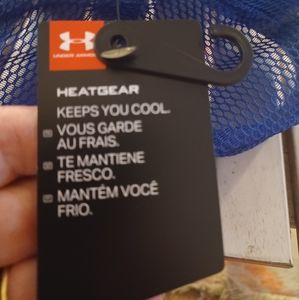 UNDER ARMOUR
HEATGEAR
KEEPS YOU COOL.
VOUS GARDE
AU FRAIS.
TE MANTIENE
FRESCO.
MANTÉM VOCÊ
FRIO.